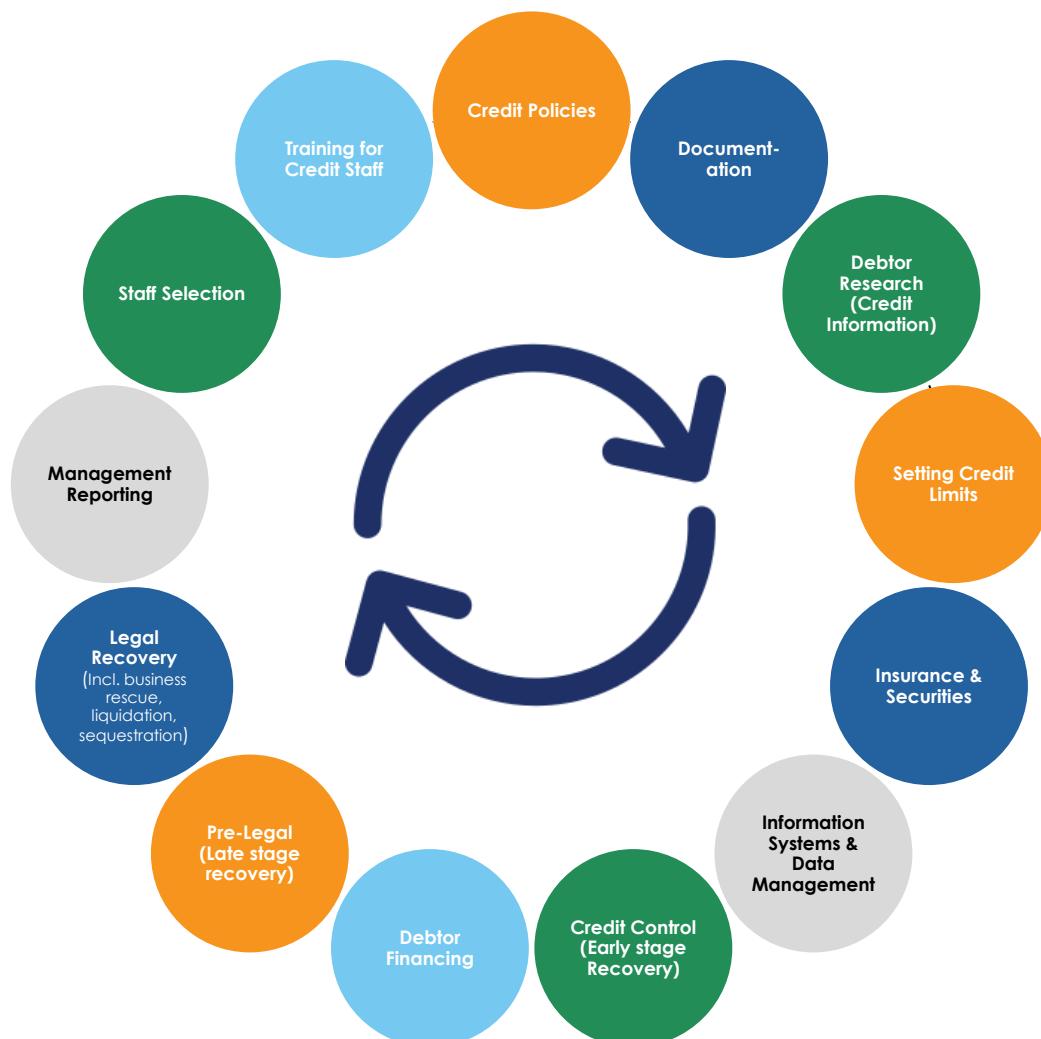 Credit Policies
Document-
ation
Debtor
Research
(Credit
Information)
Setting Credit
Limits
Insurance &
Securities
Information
Systems &
Data
Management
Credit Control
(Early stage
Recovery)
Debtor
Financing
Pre-Legal
(Late stage
recovery)
Legal
Recovery
(Incl. business
rescue,
liquidation,
sequestration)
Management
Reporting
Staff Selection
Training for
Credit Staff